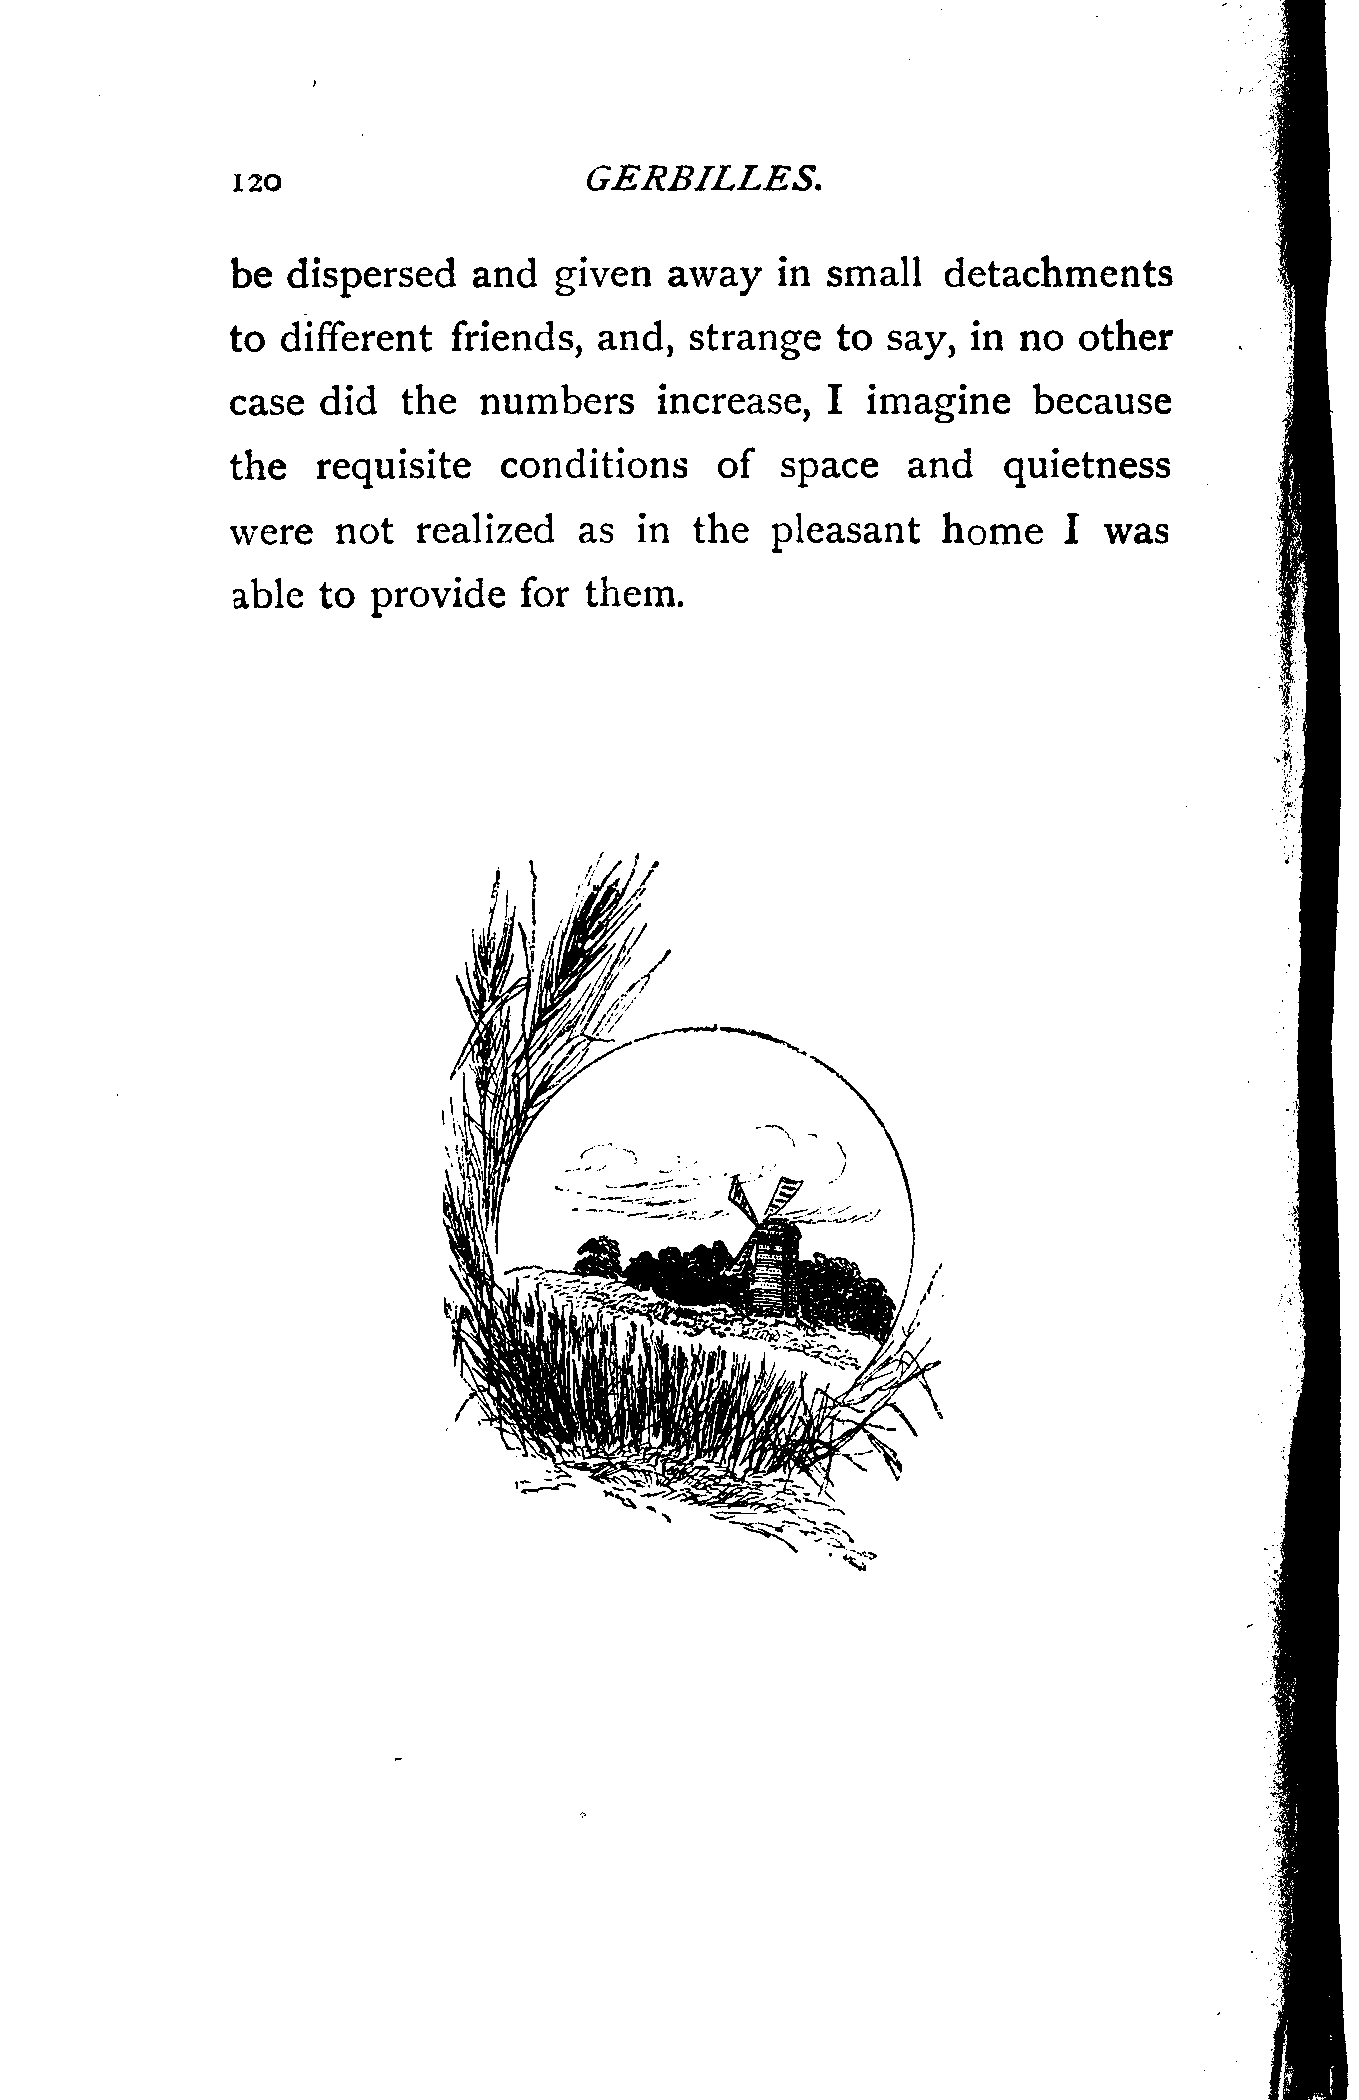 120 GERBILLES.
be dispersed and given away in small detachments
to different friends, and, strange to say, in no other
case did the numbers increase, I imagine because
the requisite conditions of space and quietness
were not realized as in the pleasant home I was
able to provide for them.